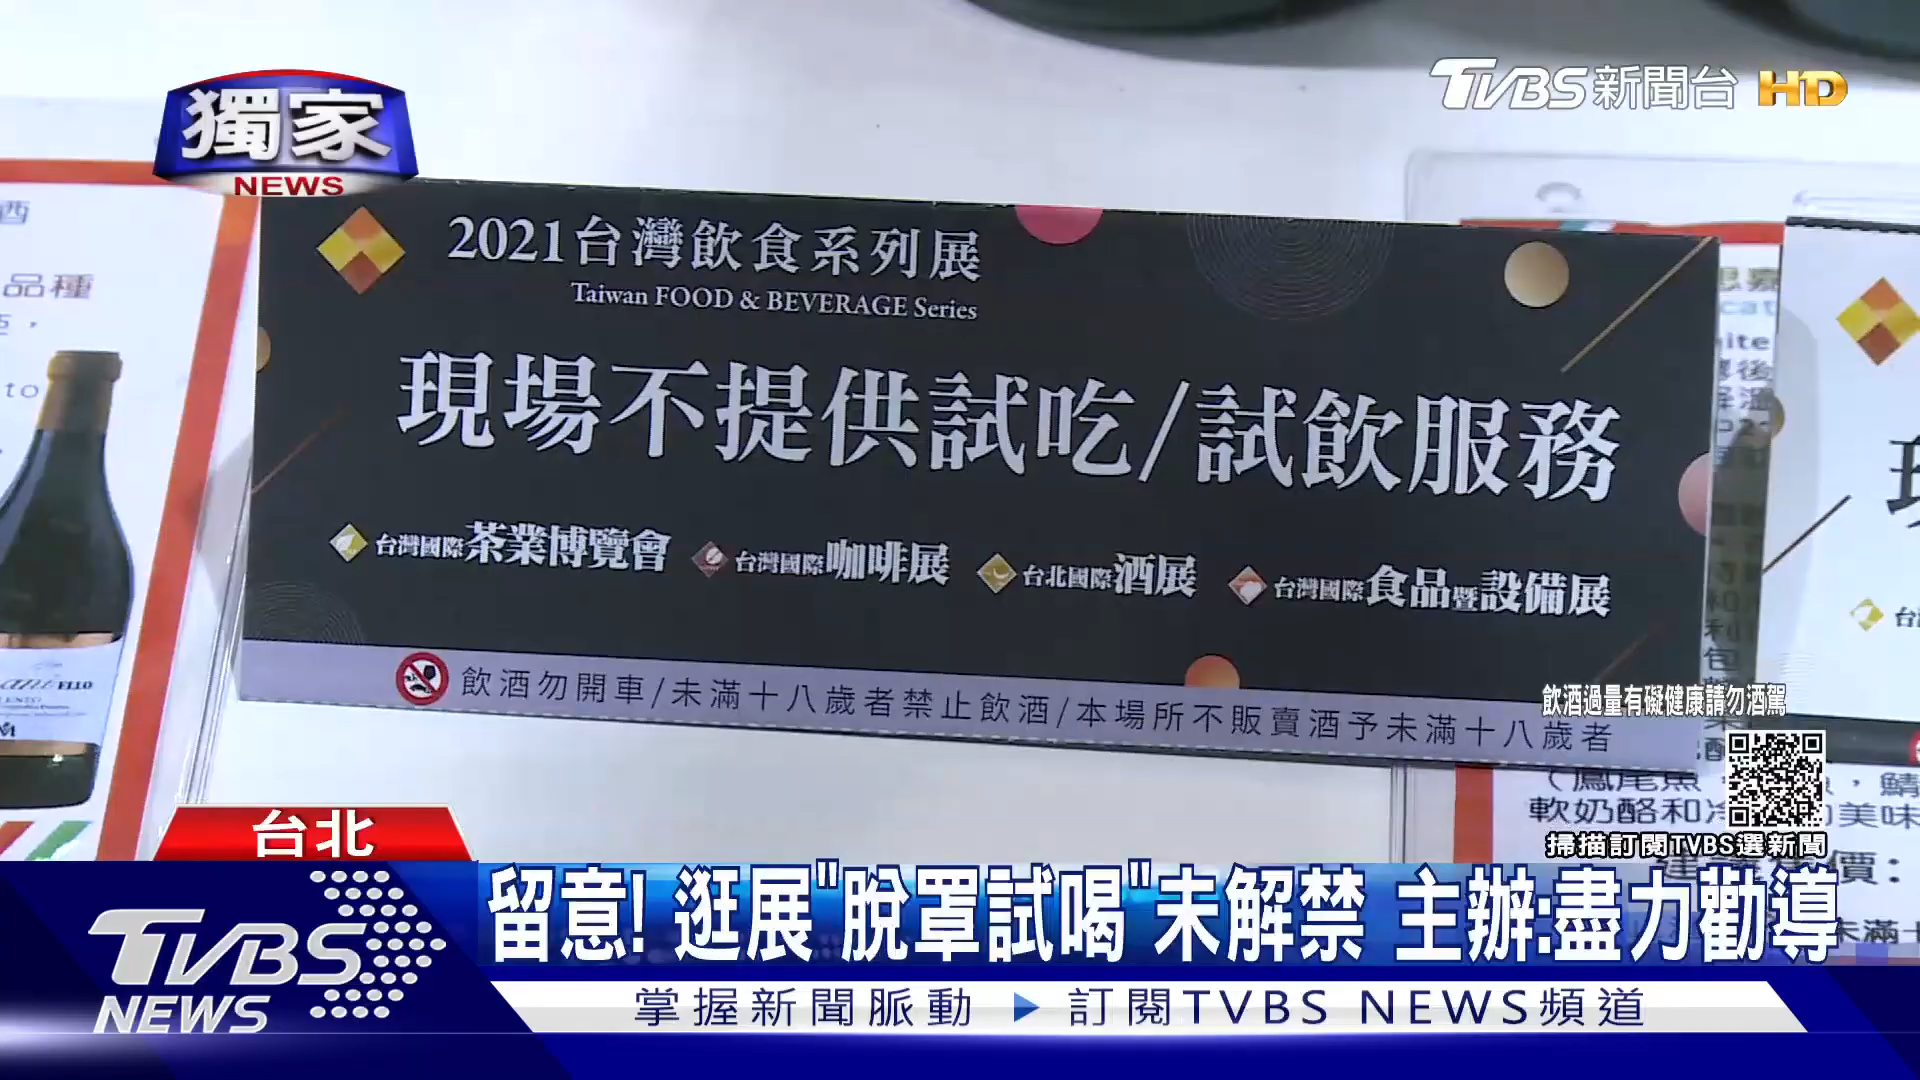 獨家
NEWS
TVBS新聞台 HD
2021台灣飲食系列展
Taiwan FOOD & BEVERAGE Series
現場不提供試吃/試飲服務
台灣國際茶業博覽會 台灣國際咖啡展 台北國際酒展 台灣國際食品暨設備展
飲酒勿開車/未滿十八歲者禁止飲酒/本場所不販賣酒予未滿十八歲者
酒
品種
to
飲酒過量有礙健康請勿酒駕
軟奶酪和
美味
掃描訂閱TVBS選新聞
台北
留意! 逛展"脫罩試喝"未解禁 主辦:盡力勸導
TVBS
NEWS
掌握新聞脈動 ▶ 訂閱TVBS NEWS頻道